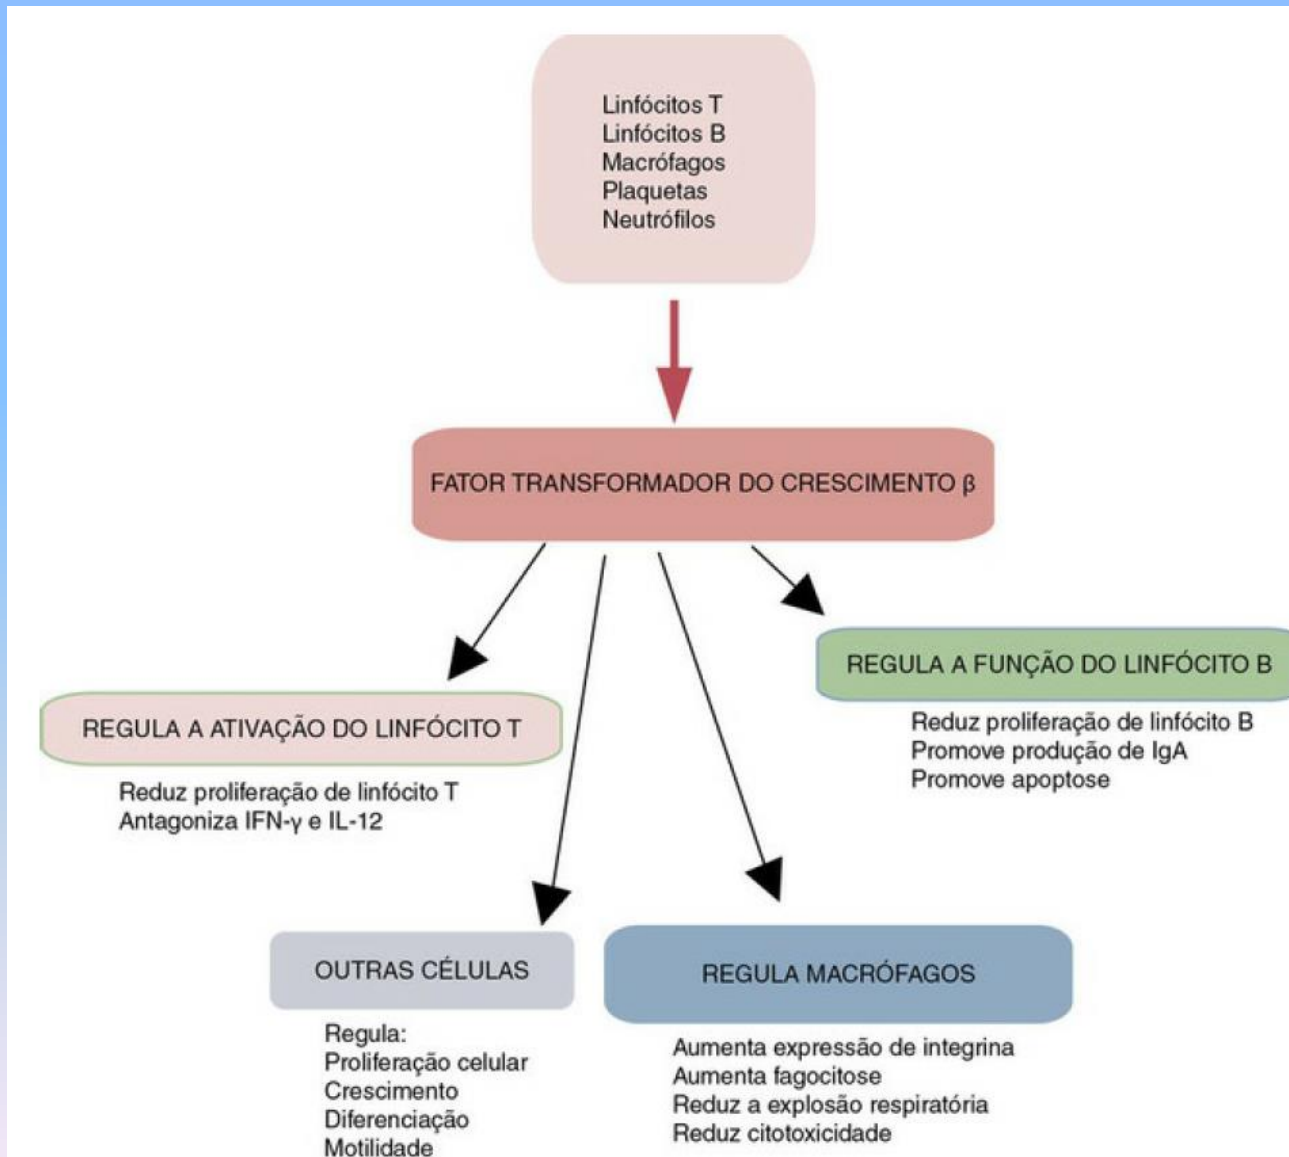 Linfócitos T
Linfócitos B
Macrófagos
Plaquetas
Neutrófilos
FATOR TRANSFORMADOR DO CRESCIMENTO β
REGULA A FUNÇÃO DO LINFÓCITO B
Reduz proliferação de linfócito B
Promove produção de IgA
Promove apoptose
REGULA A ATIVAÇÃO DO LINFÓCITO T
Reduz proliferação de linfócito T
Antagoniza IFN-γ e IL-12
OUTRAS CÉLULAS
Regula:
Proliferação celular
Crescimento
Diferenciação
Motilidade
REGULA MACRÓFAGOS
Aumenta expressão de integrina
Aumenta fagocitose
Reduz a explosão respiratória
Reduz citotoxicidade